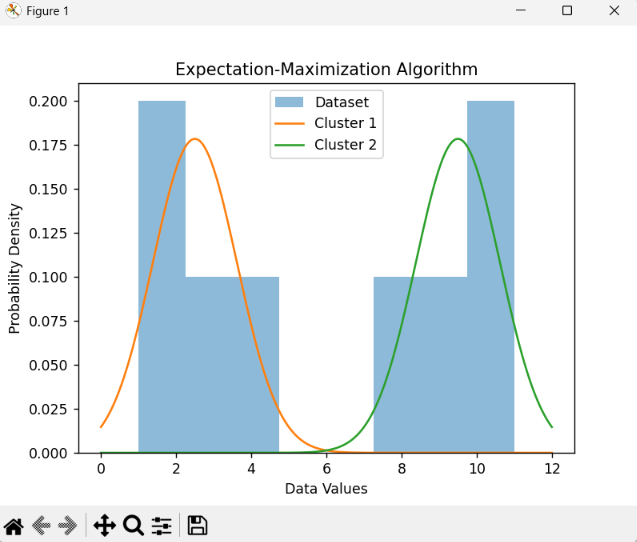 Figure 1
Expectation-Maximization Algorithm
Dataset
Cluster 1
Cluster 2
0.200
0.175
0.150
0.125
0.100
0.075
0.050
0.025
0.000
Probability Density
0 2 4 6 8 10 12
Data Values